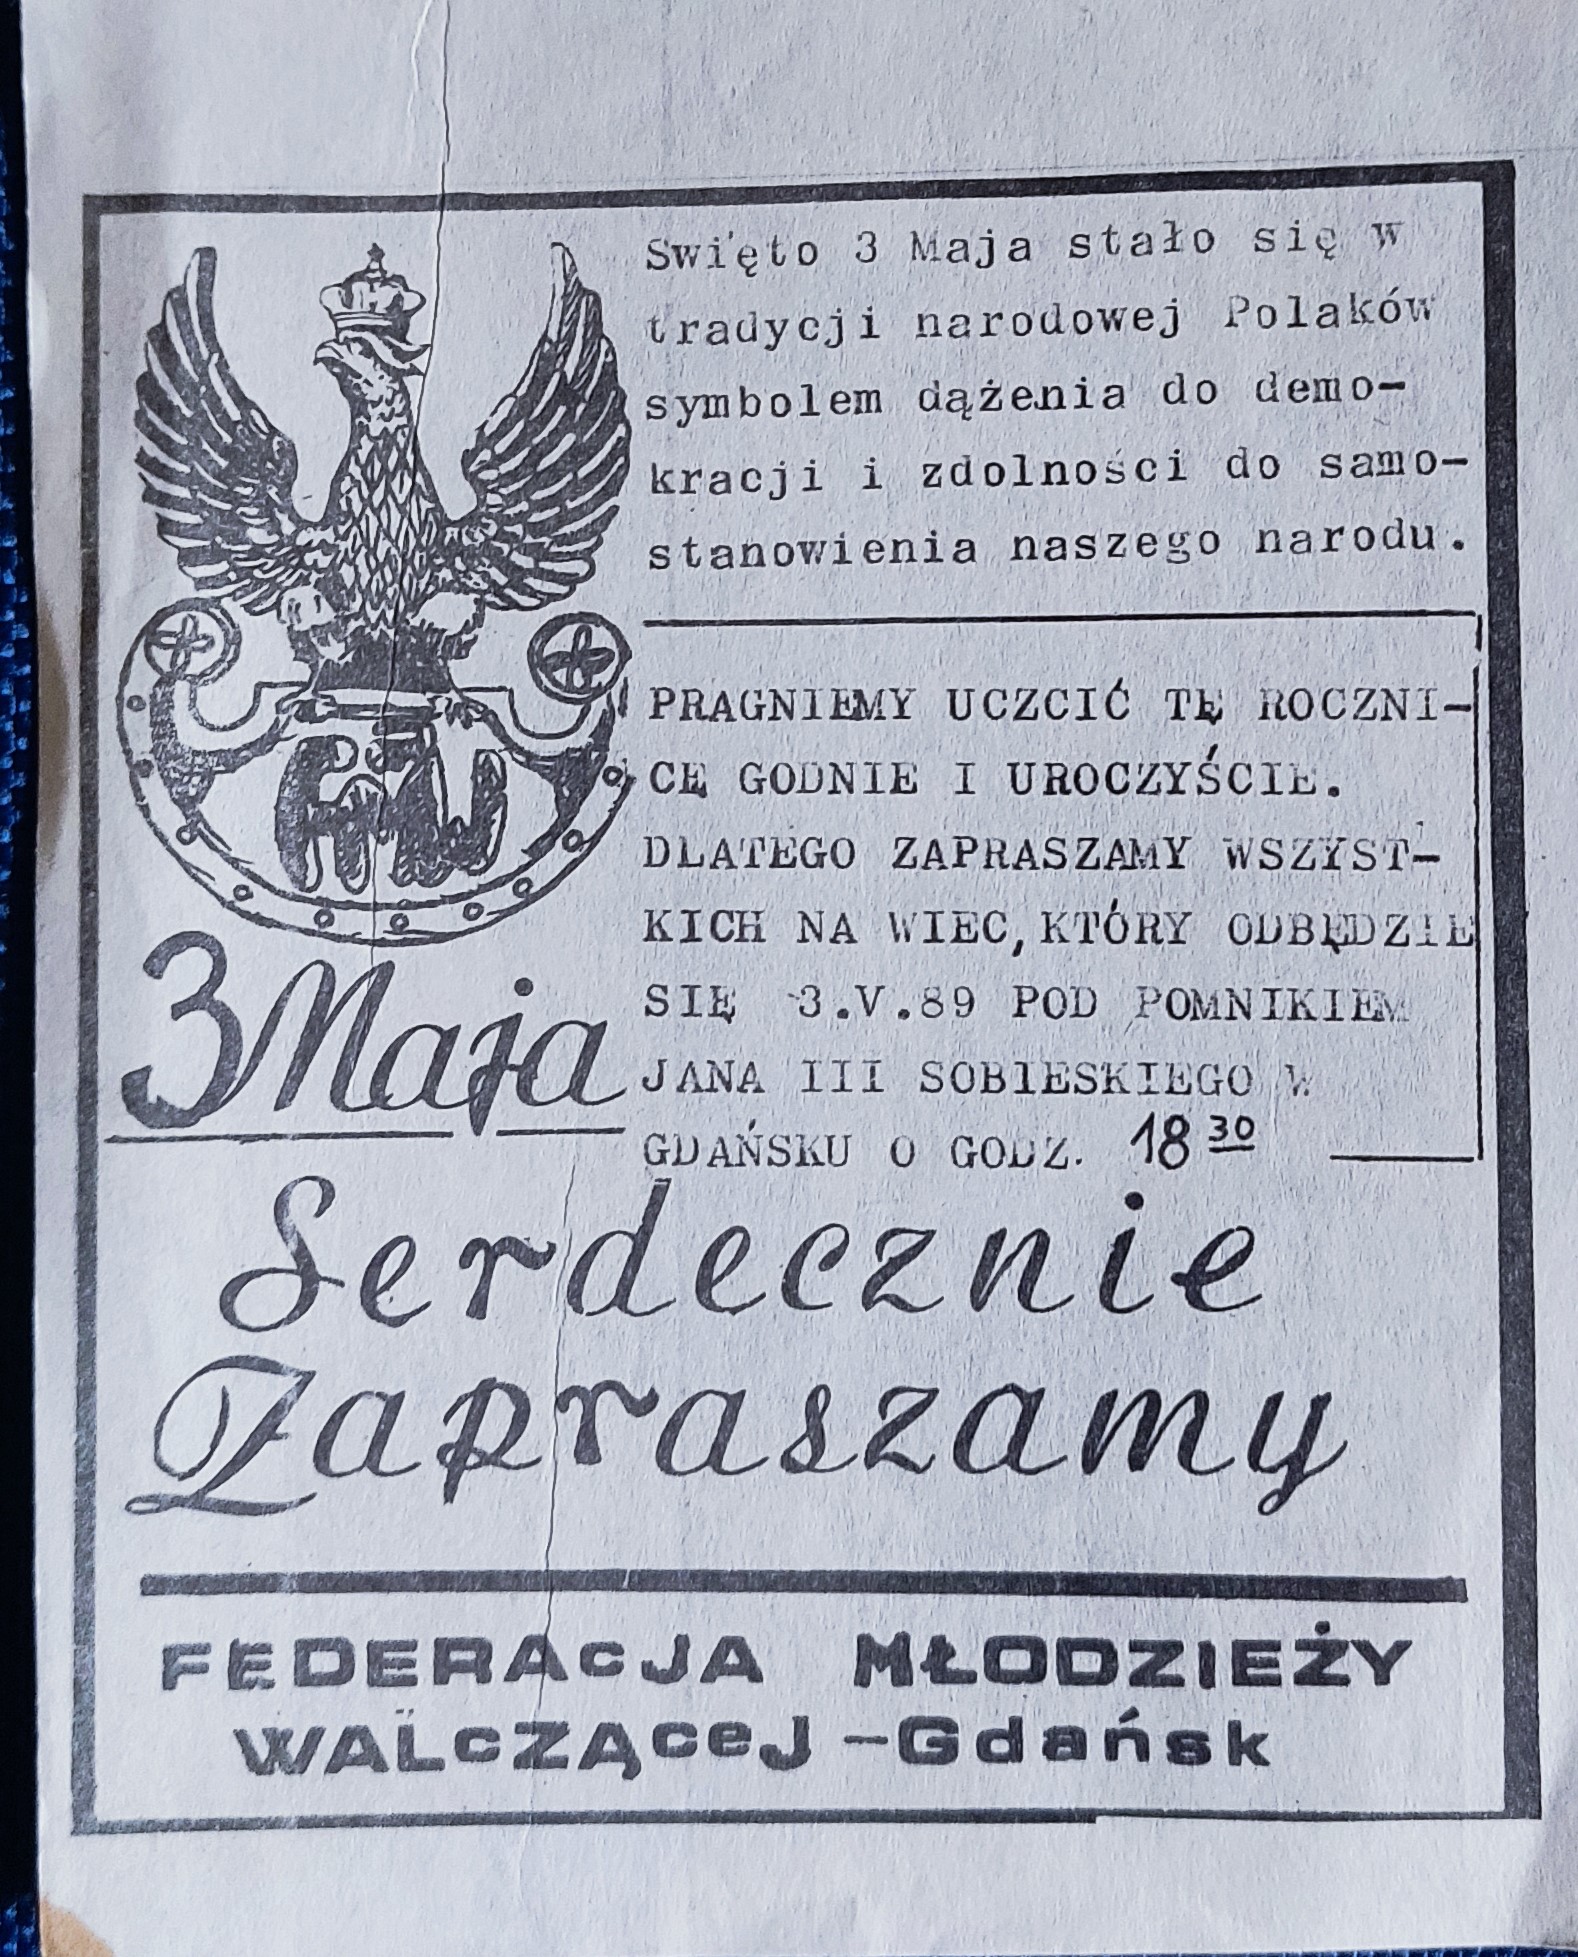 Swięto 3 Maja stało się w
tradycji narodowej Polaków
symbolem dążenia do demo-
kracji i zdolności do samo-
stanowienia naszego narodu.
PRAGNIEMY UCZCIĆ TĘ ROCZNI-
CĘ GODNIE I UROCZYŚCIE.
DLATEGO ZAPRASZAMY WSZYST-
KICH NA WIEC, KTÓRY ODBĘDZIE
SIĘ 3.V.89 POD POMNIKIEM
JANA III SOBIESKIEGO W
GDAŃSKU O GODZ. 18 30
FMW
3 Maja
Serdecznie
Zapraszamy
FEDERAcJA MŁODZIEŻY
WALcZĄceJ - Gdańsk